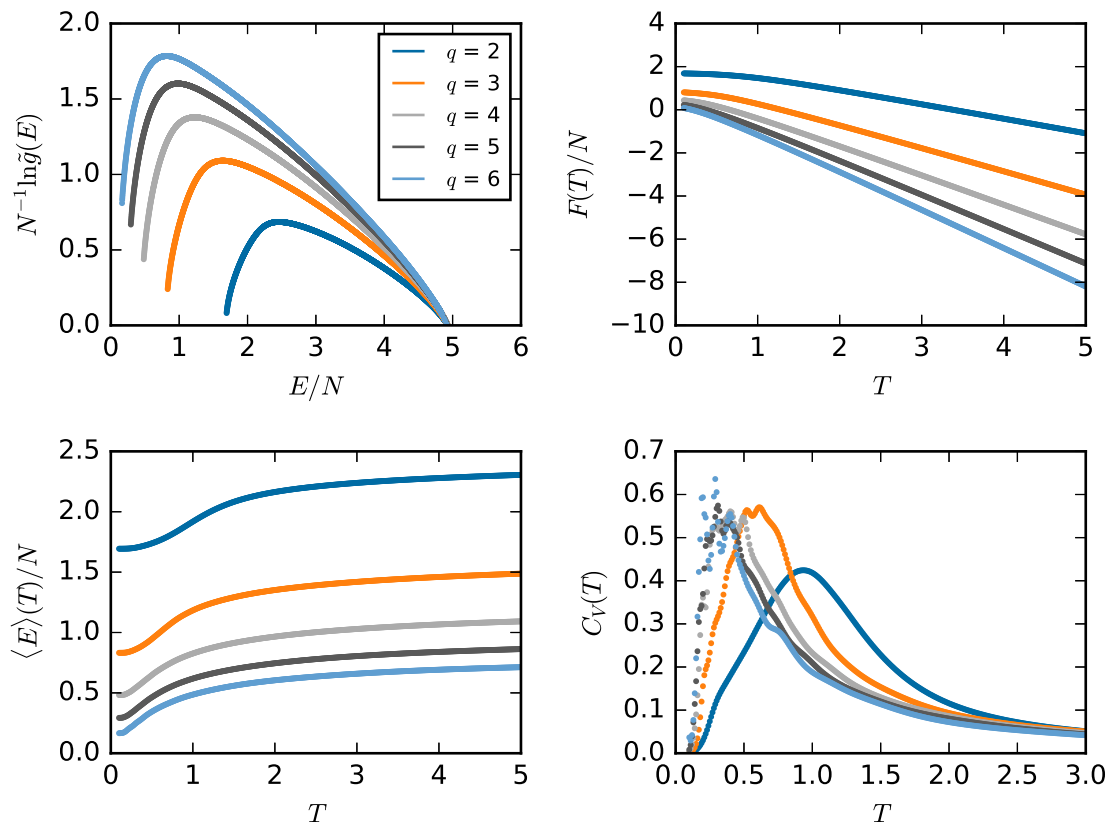 2.0
1.5
1.0
0.5
0.0
N⁻¹ln g̃(E)
0 1 2 3 4 5 6
E/N
q = 2
q = 3
q = 4
q = 5
q = 6
4
2
0
−2
−4
−6
−8
−10
F(T)/N
0 1 2 3 4 5
T
2.5
2.0
1.5
1.0
0.5
0.0
⟨E⟩(T)/N
0 1 2 3 4 5
T
0.7
0.6
0.5
0.4
0.3
0.2
0.1
0.0
C_V(T)
0.0 0.5 1.0 1.5 2.0 2.5 3.0
T